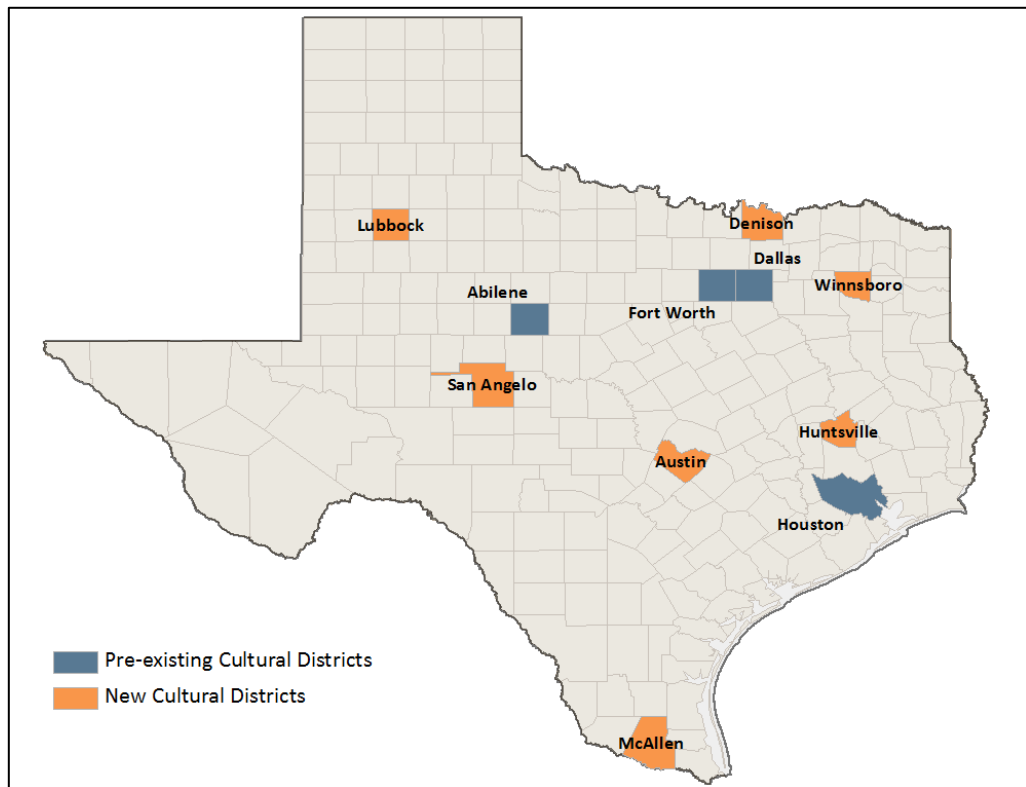 Lubbock
Denison
Dallas
Abilene
Winnsboro
Fort Worth
San Angelo
Huntsville
Austin
Houston
Pre-existing Cultural Districts
New Cultural Districts
McAllen